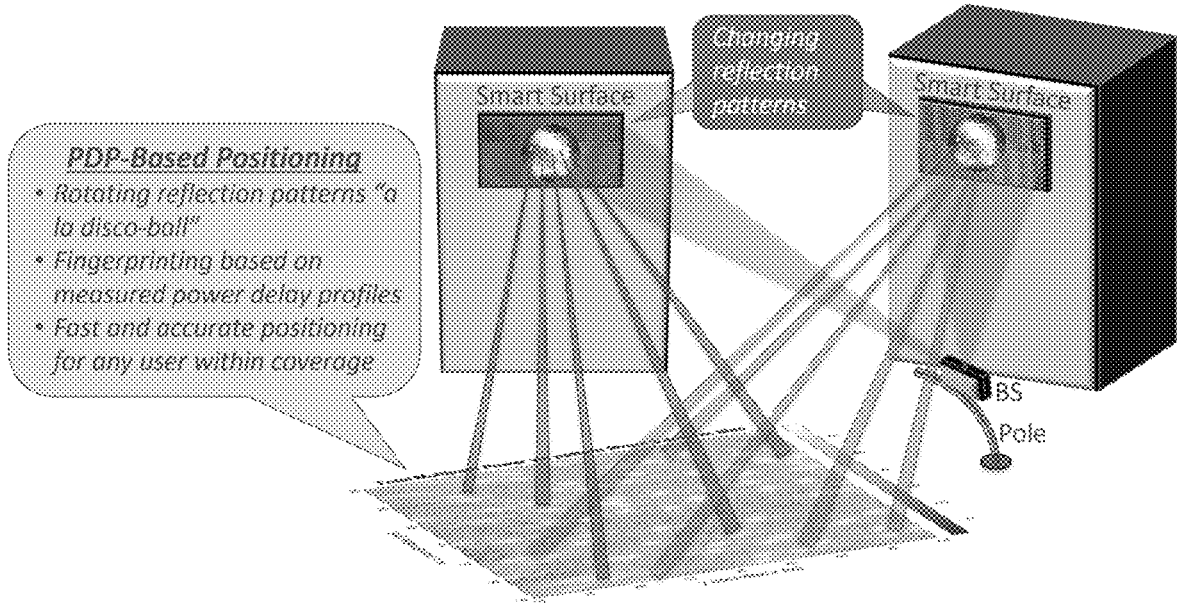 Changing
reflection
patterns
Smart Surface
Smart Surface
PDP-Based Positioning
• Rotating reflection patterns "a
la disco-ball"
• Fingerprinting based on
measured power delay profiles
• Fast and accurate positioning
for any user within coverage
BS
Pole